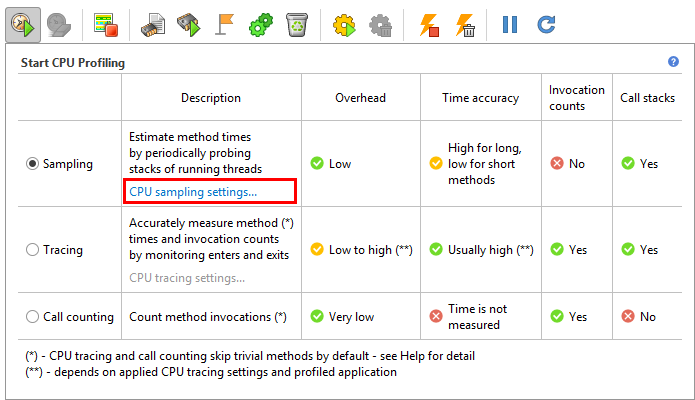 Start CPU Profiling
?
Description
Overhead
Time accuracy
Invocation
counts
Call stacks
Sampling
Estimate method times
by periodically probing
stacks of running threads
CPU sampling settings...
Low
High for long,
low for short
methods
No
Yes
Tracing
Accurately measure method (*)
times and invocation counts
by monitoring enters and exits
CPU tracing settings...
Low to high (**)
Usually high (**)
Yes
Yes
Call counting
Count method invocations (*)
Very low
Time is not
measured
Yes
No
(*) - CPU tracing and call counting skip trivial methods by default - see Help for detail
(**) - depends on applied CPU tracing settings and profiled application